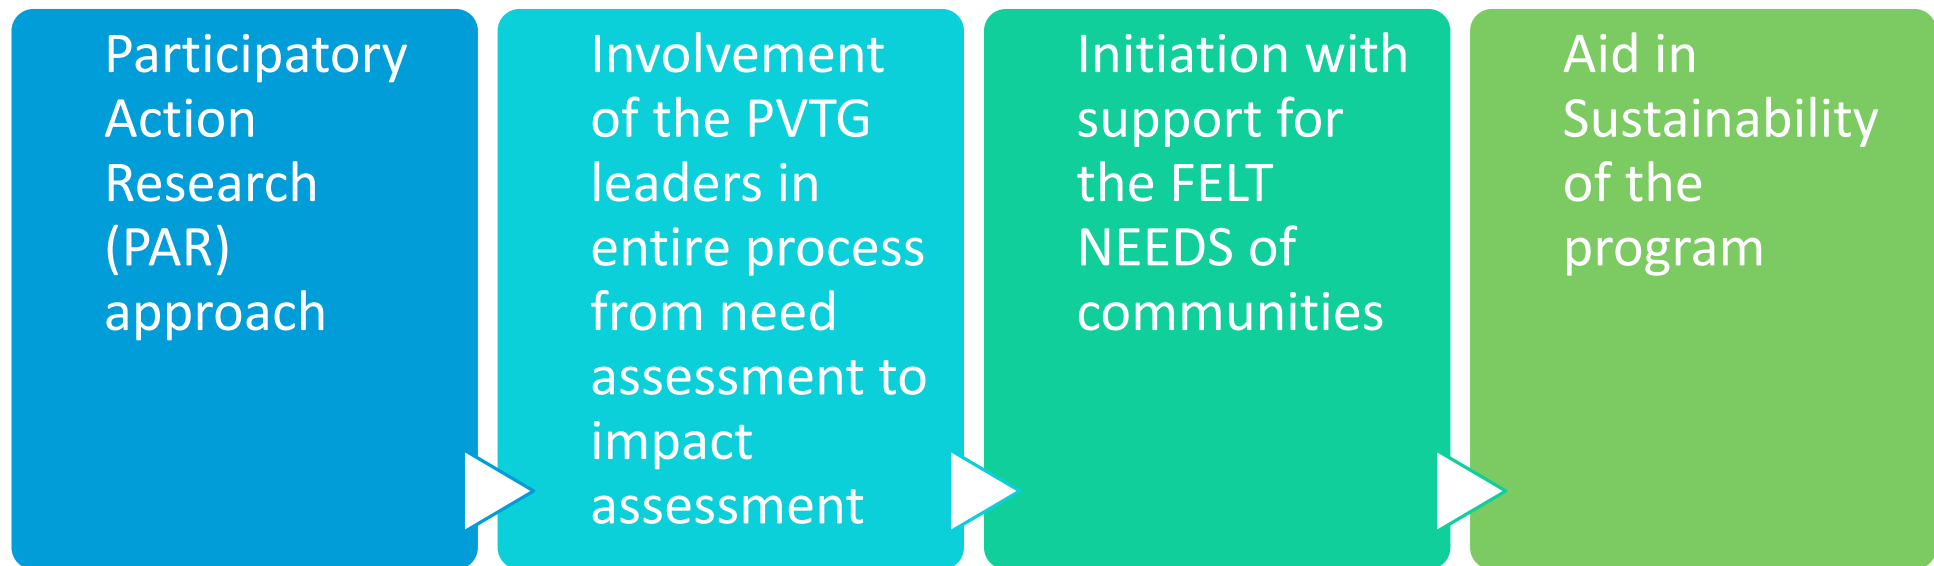 Participatory
Action
Research
(PAR)
approach
Involvement
of the PVTG
leaders in
entire process
from need
assessment to
impact
assessment
Initiation with
support for
the FELT
NEEDS of
communities
Aid in
Sustainability
of the
program